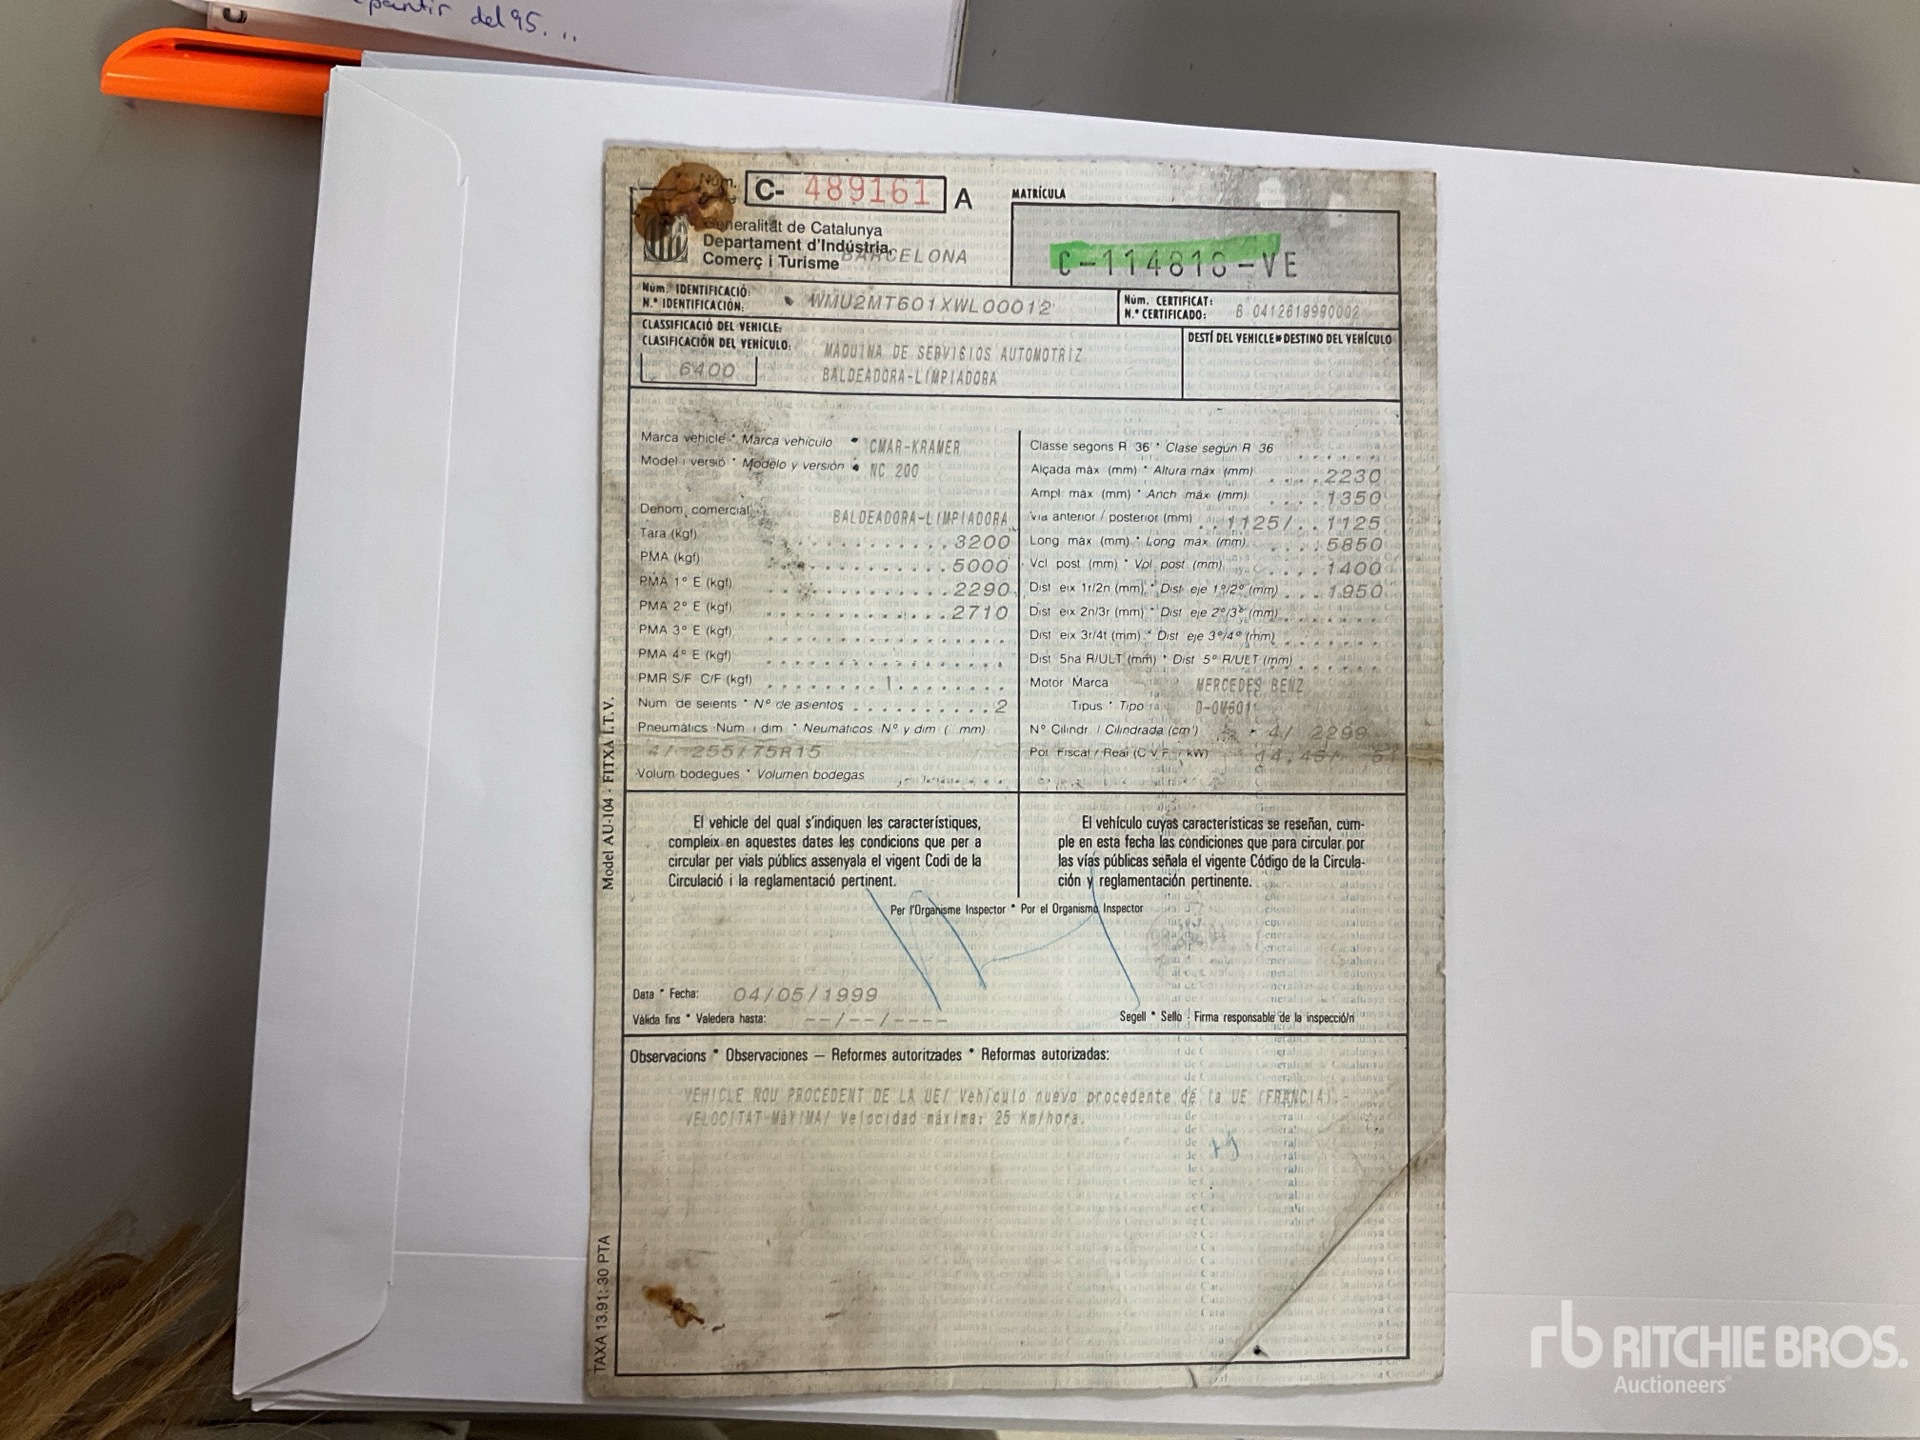 partir del 95...
Núm. C- 489161 A
MATRÍCULA
Generalitat de Catalunya
Departament d'Indústria,
Comerç i Turisme BARCELONA
C-114818-VE
Núm. IDENTIFICACIÓ:
N.º IDENTIFICACIÓN: WMU2MT601XWL00012
Núm. CERTIFICAT:
N.º CERTIFICADO: B 0412619990002
CLASSIFICACIÓ DEL VEHICLE:
CLASIFICACIÓN DEL VEHÍCULO:
6400
MAQUINA DE SERVICIOS AUTOMOTRIZ
BALDEADORA-LIMPIADORA
DESTÍ DEL VEHICLE * DESTINO DEL VEHÍCULO
Marca vehicle * Marca vehículo * CMAR-KRAMER
Model i versió * Modelo y versión * NC 200
Denom. comercial BALDEADORA-LIMPIADORA
Tara (kgf) 3200
PMA (kgf) 5000
PMA 1º E (kgf) 2290
PMA 2º E (kgf) 2710
PMA 3º E (kgf)
PMA 4º E (kgf)
PMR S/F C/F (kgf)
Num. de seients * Nº de asientos 2
Pneumàtics Núm i dim * Neumáticos Nº y dim ( mm)
4/ 255/75R15
Volum bodegues * Volumen bodegas
Classe segons R 36 * Clase según R 36
Alçada màx (mm) * Altura máx (mm) 2230
Ampl màx (mm) * Anch máx (mm) 1350
Via anterior / posterior (mm) 1125/ 1125
Long màx (mm) * Long máx (mm) 5850
Vol post (mm) * Vol post (mm) 1400
Dist eix 1r/2n (mm) * Dist eje 1º/2º (mm) 1950
Dist eix 2n/3r (mm) * Dist eje 2º/3º (mm)
Dist eix 3r/4t (mm) * Dist eje 3º/4º (mm)
Dist 5na R/ULT (mm) * Dist 5º R/ULT (mm)
Motor Marca MERCEDES BENZ
Tipus * Tipo D-OM601
Nº Cilindr / Cilindrada (cm³) 4/ 2299
Pot Fiscal / Real (C V F / kW) 14,45/
El vehicle del qual s'indiquen les característiques,
compleix en aquestes dates les condicions que per a
circular per vials públics assenyala el vigent Codi de la
Circulació i la reglamentació pertinent.
El vehículo cuyas características se reseñan, cum-
ple en esta fecha las condiciones que para circular por
las vías públicas señala el vigente Código de la Circula-
ción y reglamentación pertinente.
Per l'Organisme Inspector * Por el Organismo Inspector
Data * Fecha: 04/05/1999
Vàlida fins * Valedera hasta: --/--/----
Segell * Sello - Firma responsable de la inspecció/n
Observacions * Observaciones — Reformes autoritzades * Reformas autorizadas:
VEHICLE NOU PROCEDENT DE LA UE/ Vehículo nuevo procedente de la UE (FRANCIA).-
VELOCITAT MàXIMA/ Velocidad máxima: 25 Km/hora.
Model AU-104 - FITXA I.T.V.
TAXA 13.91: 30 PTA
rb RITCHIE BROS.
Auctioneers